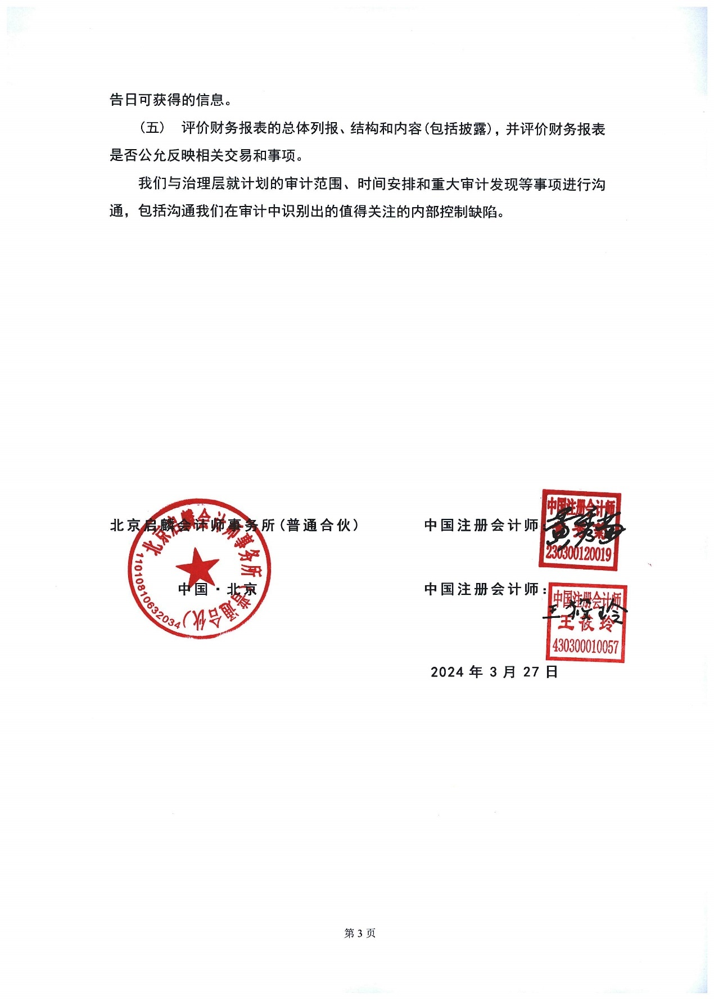 告日可获得的信息。
（五） 评价财务报表的总体列报、结构和内容(包括披露)，并评价财务报表
是否公允反映相关交易和事项。
我们与治理层就计划的审计范围、时间安排和重大审计发现等事项进行沟
通，包括沟通我们在审计中识别出的值得关注的内部控制缺陷。
北京启麟会计师事务所(普通合伙)
中国注册会计师
中国注册会计师
230300120019
北京启麟会计师事务所（普通合伙）
11010810632034
中国·北京
中国注册会计师：
中国注册会计师
王筱玲
430300010057
2024 年 3 月 27 日
第 3 页